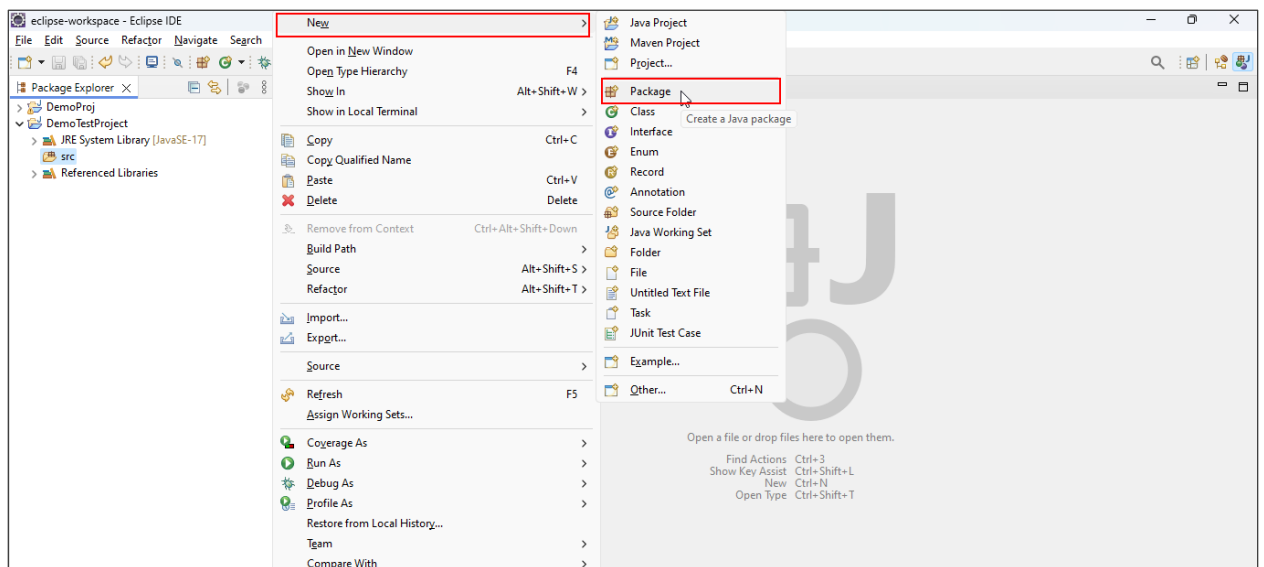 eclipse-workspace - Eclipse IDE
File Edit Source Refactor Navigate Search
Package Explorer
DemoProj
DemoTestProject
JRE System Library [JavaSE-17]
src
Referenced Libraries
New
Open in New Window
Open Type Hierarchy F4
Show In Alt+Shift+W
Show in Local Terminal
Copy Ctrl+C
Copy Qualified Name
Paste Ctrl+V
Delete Delete
Remove from Context Ctrl+Alt+Shift+Down
Build Path
Source Alt+Shift+S
Refactor Alt+Shift+T
Import...
Export...
Source
Refresh F5
Assign Working Sets...
Coverage As
Run As
Debug As
Profile As
Restore from Local History...
Team
Compare With
Java Project
Maven Project
Project...
Package
Class
Create a Java package
Interface
Enum
Record
Annotation
Source Folder
Java Working Set
Folder
File
Untitled Text File
Task
JUnit Test Case
Example...
Other... Ctrl+N
Open a file or drop files here to open them.
Find Actions Ctrl+3
Show Key Assist Ctrl+Shift+L
New Ctrl+N
Open Type Ctrl+Shift+T